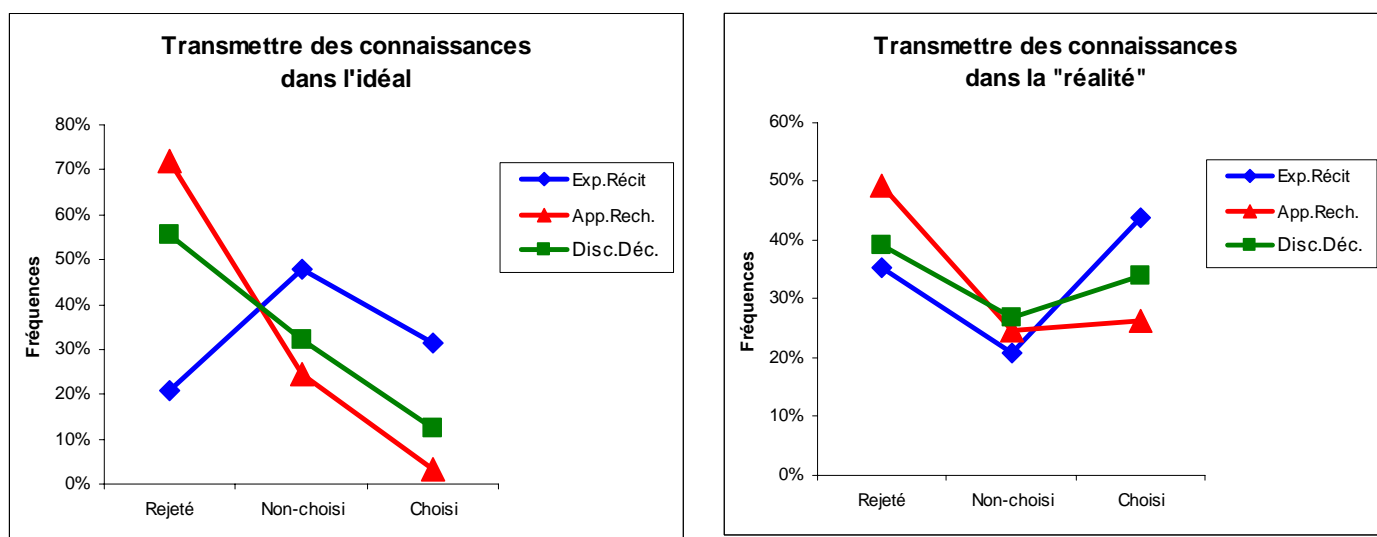 Transmettre des connaissances
dans l'idéal
80%
70%
60%
50%
40%
30%
20%
10%
0%
Fréquences
Rejeté
Non-choisi
Choisi
Exp.Récit
App.Rech.
Disc.Déc.
Transmettre des connaissances
dans la "réalité"
60%
50%
40%
30%
20%
10%
0%
Fréquences
Rejeté
Non-choisi
Choisi
Exp.Récit
App.Rech.
Disc.Déc.